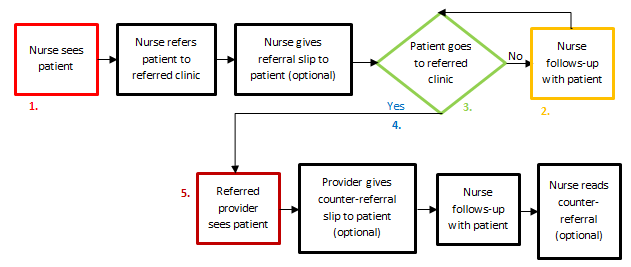 Nurse sees
patient
Nurse refers
patient to
referred clinic
Nurse gives
referral slip to
patient (optional)
Patient goes
to referred
clinic
No
Nurse
follows-up
with patient
1.
Yes
3.
2.
4.
5.
Referred
provider
sees patient
Provider gives
counter-referral
slip to patient
(optional)
Nurse
follows-up
with patient
Nurse reads
counter-
referral
(optional)